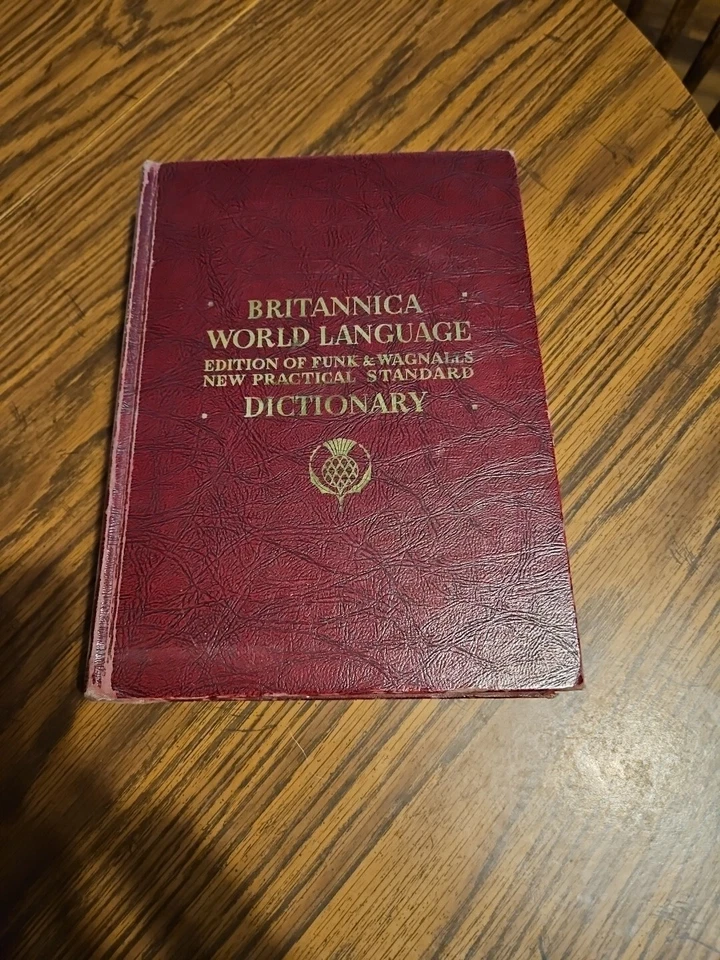 BRITANNICA
WORLD LANGUAGE
EDITION OF FUNK & WAGNALLS
NEW PRACTICAL STANDARD
DICTIONARY